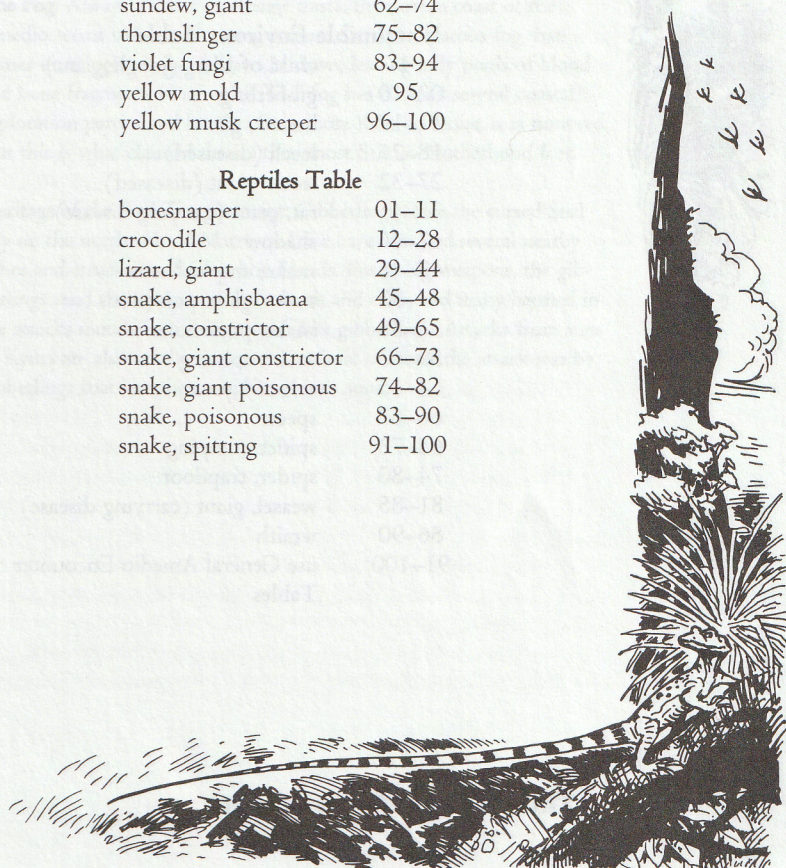 sundew, giant 62–74
thornslinger 75–82
violet fungi 83–94
yellow mold 95
yellow musk creeper 96–100
Reptiles Table
bonesnapper 01–11
crocodile 12–28
lizard, giant 29–44
snake, amphisbaena 45–48
snake, constrictor 49–65
snake, giant constrictor 66–73
snake, giant poisonous 74–82
snake, poisonous 83–90
snake, spitting 91–100